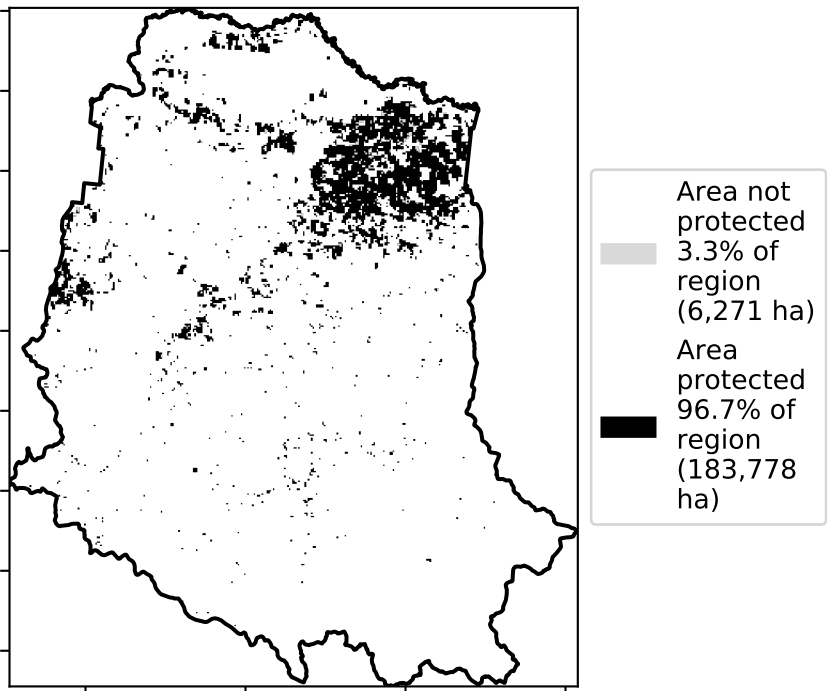 Area not
protected
3.3% of
region
(6,271 ha)
Area
protected
96.7% of
region
(183,778
ha)